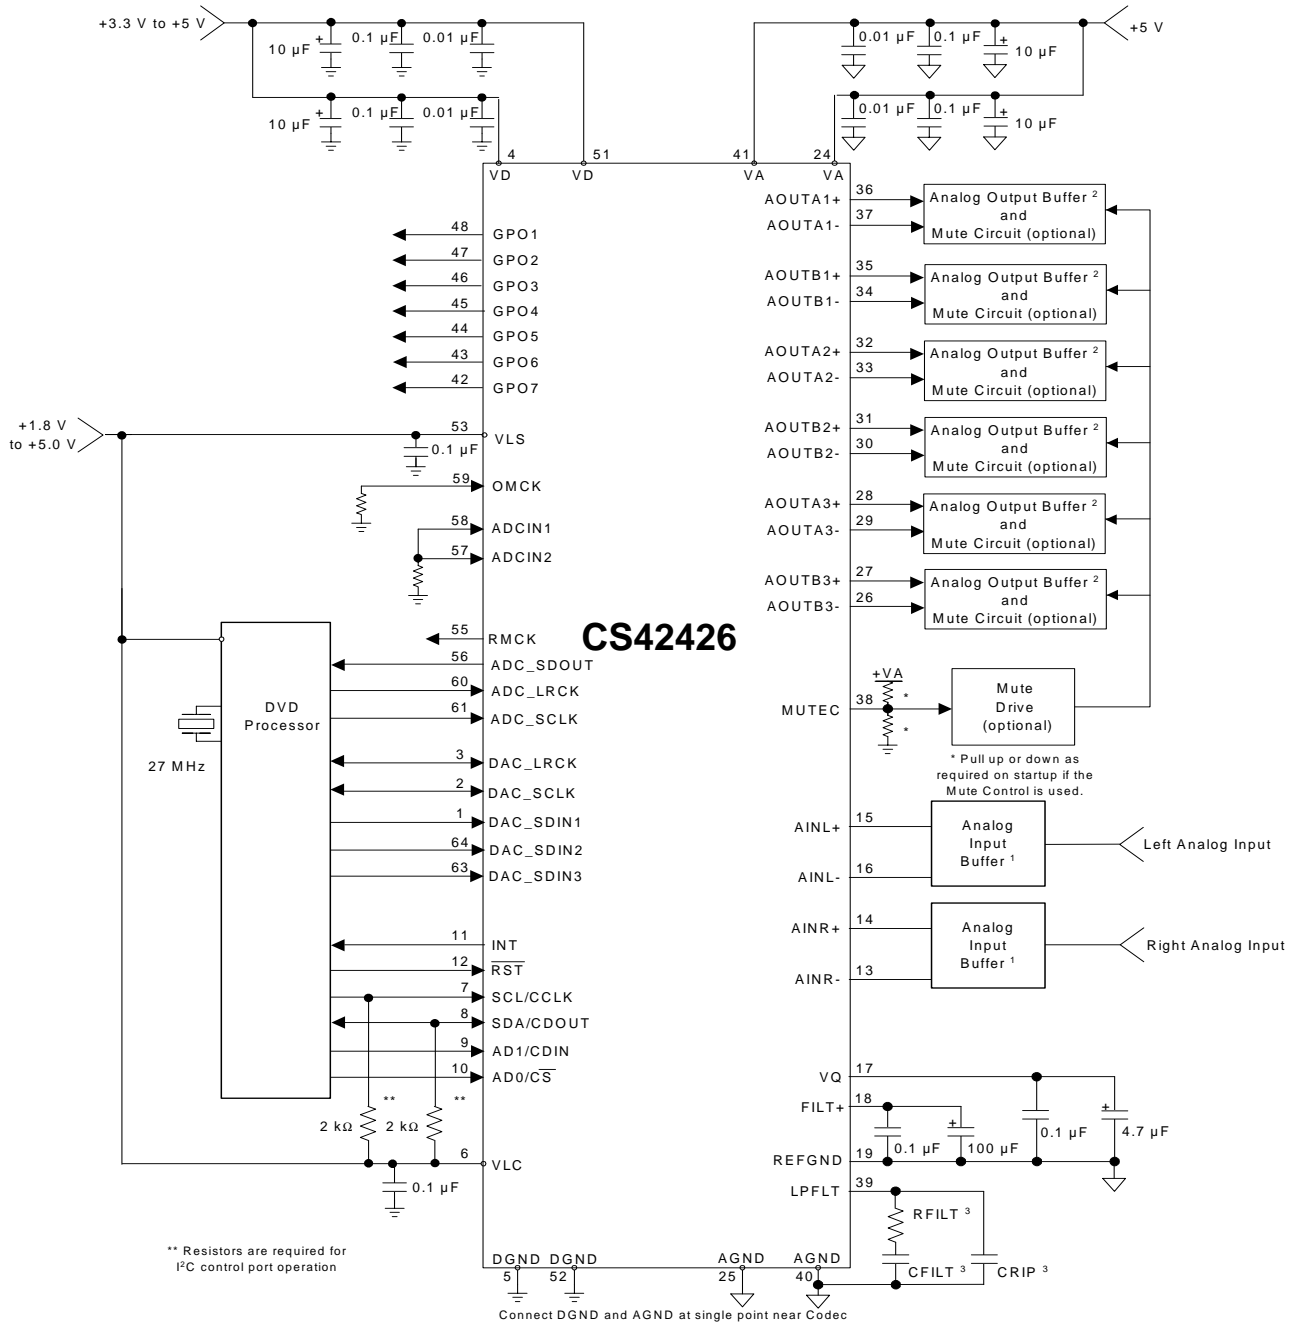 +3.3 V to +5 V
+5 V
10 µF
+
0.1 µF
0.01 µF
0.01 µF
0.1 µF
+
10 µF
10 µF
+
0.1 µF
0.01 µF
0.01 µF
0.1 µF
+
10 µF
4
51
41
24
VD
VD
VA
VA
48
GPO1
47
GPO2
46
GPO3
45
GPO4
44
GPO5
43
GPO6
42
GPO7
+1.8 V
to +5.0 V
53
VLS
0.1 µF
59
OMCK
58
ADCIN1
57
ADCIN2
CS42426
55
RMCK
56
ADC_SDOUT
60
ADC_LRCK
61
ADC_SCLK
DVD
Processor
27 MHz
3
DAC_LRCK
2
DAC_SCLK
1
DAC_SDIN1
64
DAC_SDIN2
63
DAC_SDIN3
11
INT
12
RST
7
SCL/CCLK
8
SDA/CDOUT
9
AD1/CDIN
10
AD0/CS
**
**
2 kΩ
2 kΩ
6
VLC
0.1 µF
** Resistors are required for
I²C control port operation
AOUTA1+
36
AOUTA1-
37
Analog Output Buffer ²
and
Mute Circuit (optional)
AOUTB1+
35
AOUTB1-
34
Analog Output Buffer ²
and
Mute Circuit (optional)
AOUTA2+
32
AOUTA2-
33
Analog Output Buffer ²
and
Mute Circuit (optional)
AOUTB2+
31
AOUTB2-
30
Analog Output Buffer ²
and
Mute Circuit (optional)
AOUTA3+
28
AOUTA3-
29
Analog Output Buffer ²
and
Mute Circuit (optional)
AOUTB3+
27
AOUTB3-
26
Analog Output Buffer ²
and
Mute Circuit (optional)
+VA
*
MUTEC
38
*
Mute
Drive
(optional)
* Pull up or down as
required on startup if the
Mute Control is used.
AINL+
15
AINL-
16
Analog
Input
Buffer ¹
Left Analog Input
AINR+
14
AINR-
13
Analog
Input
Buffer ¹
Right Analog Input
VQ
17
FILT+
18
0.1 µF
+
100 µF
0.1 µF
+
4.7 µF
REFGND
19
LPFLT
39
RFILT ³
CFILT ³
CRIP ³
DGND
DGND
AGND
AGND
5
52
25
40
Connect DGND and AGND at single point near Codec